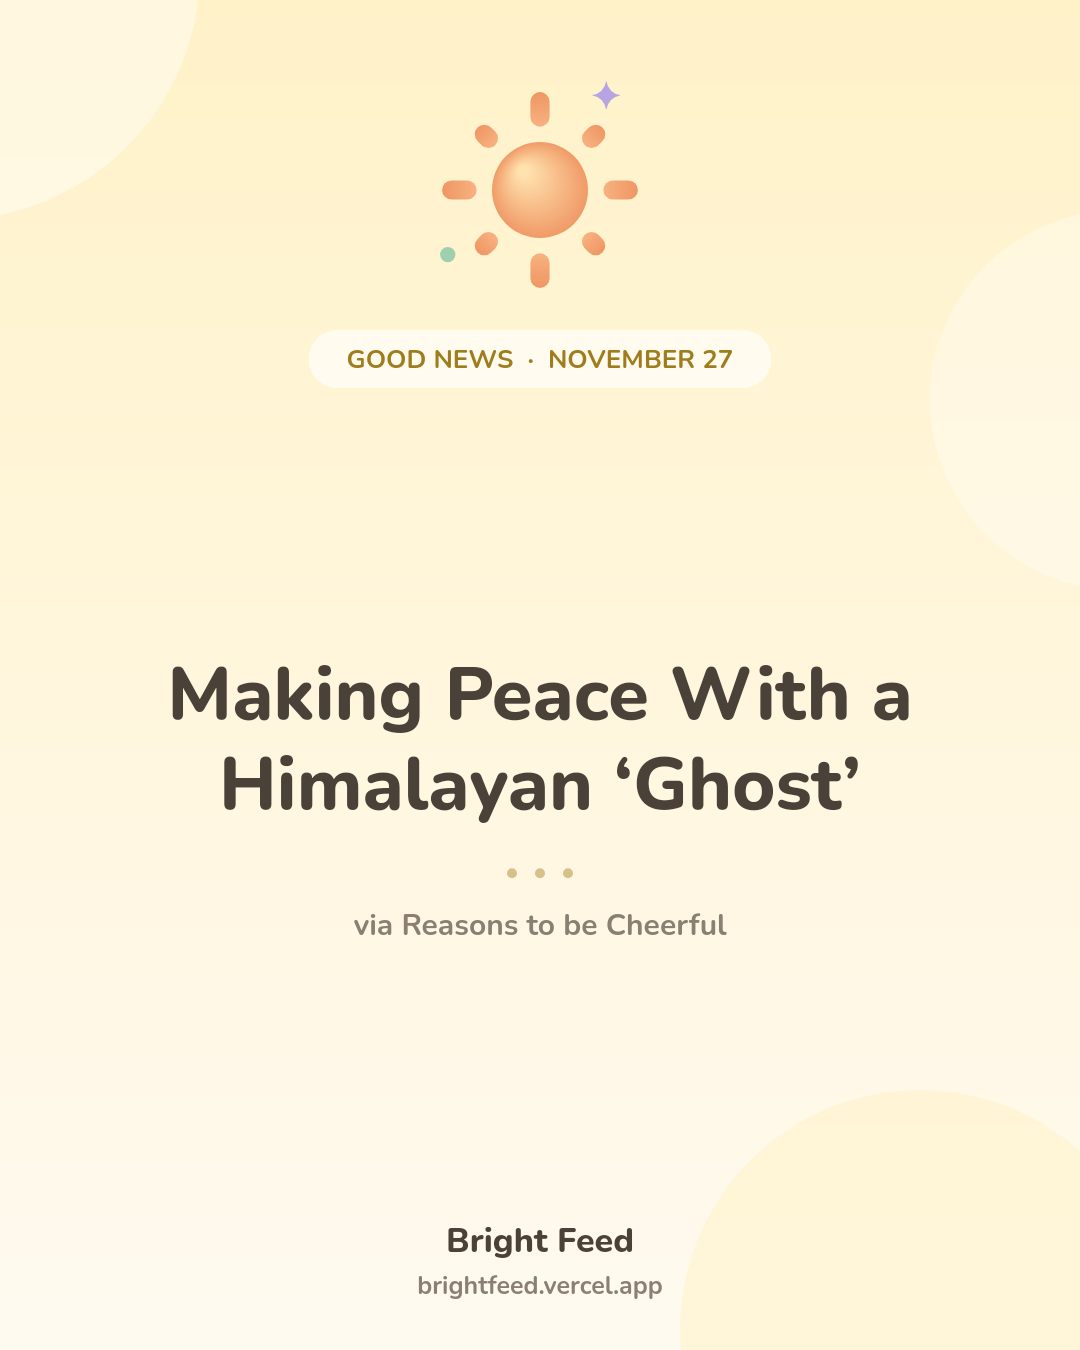 GOOD NEWS · NOVEMBER 27
Making Peace With a
Himalayan ‘Ghost’
via Reasons to be Cheerful
Bright Feed
brightfeed.vercel.app